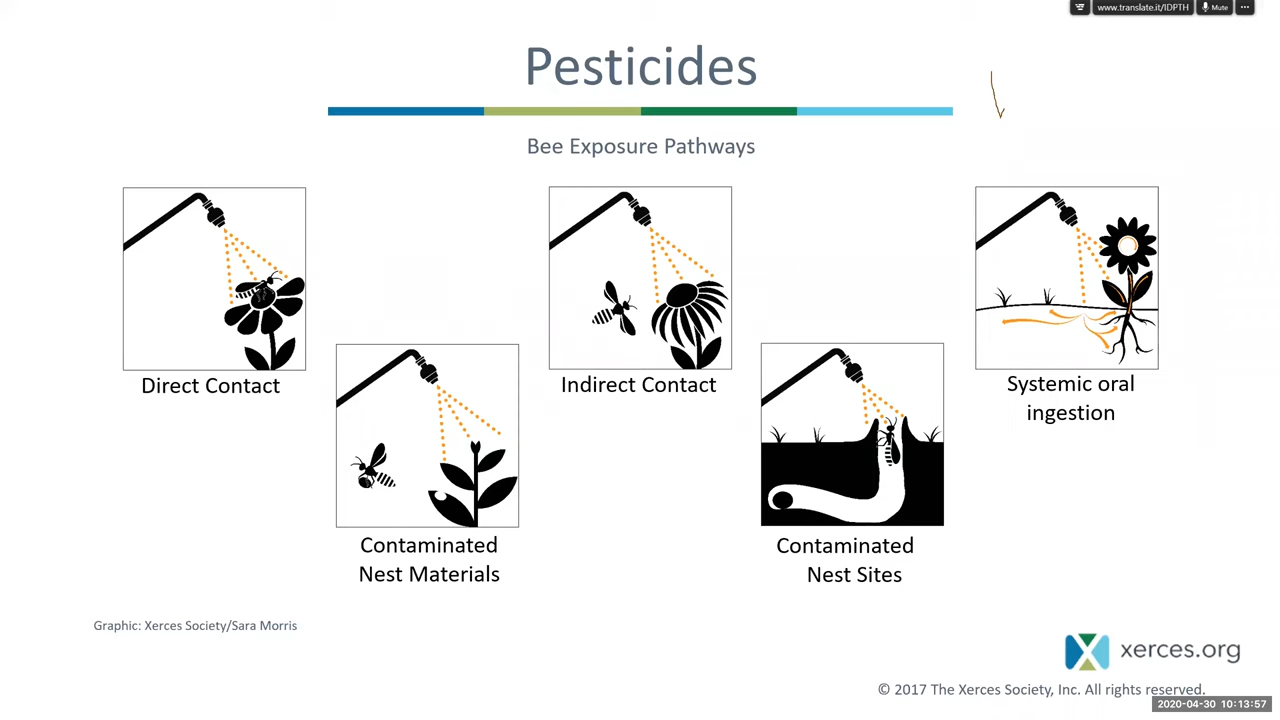 www.translate.it/IDPTH
Mute
Pesticides
Bee Exposure Pathways
Direct Contact
Indirect Contact
Systemic oral
ingestion
Contaminated
Nest Materials
Contaminated
Nest Sites
Graphic: Xerces Society/Sara Morris
xerces.org
© 2017 The Xerces Society, Inc. All rights reserved.
2020-04-30 10:13:57